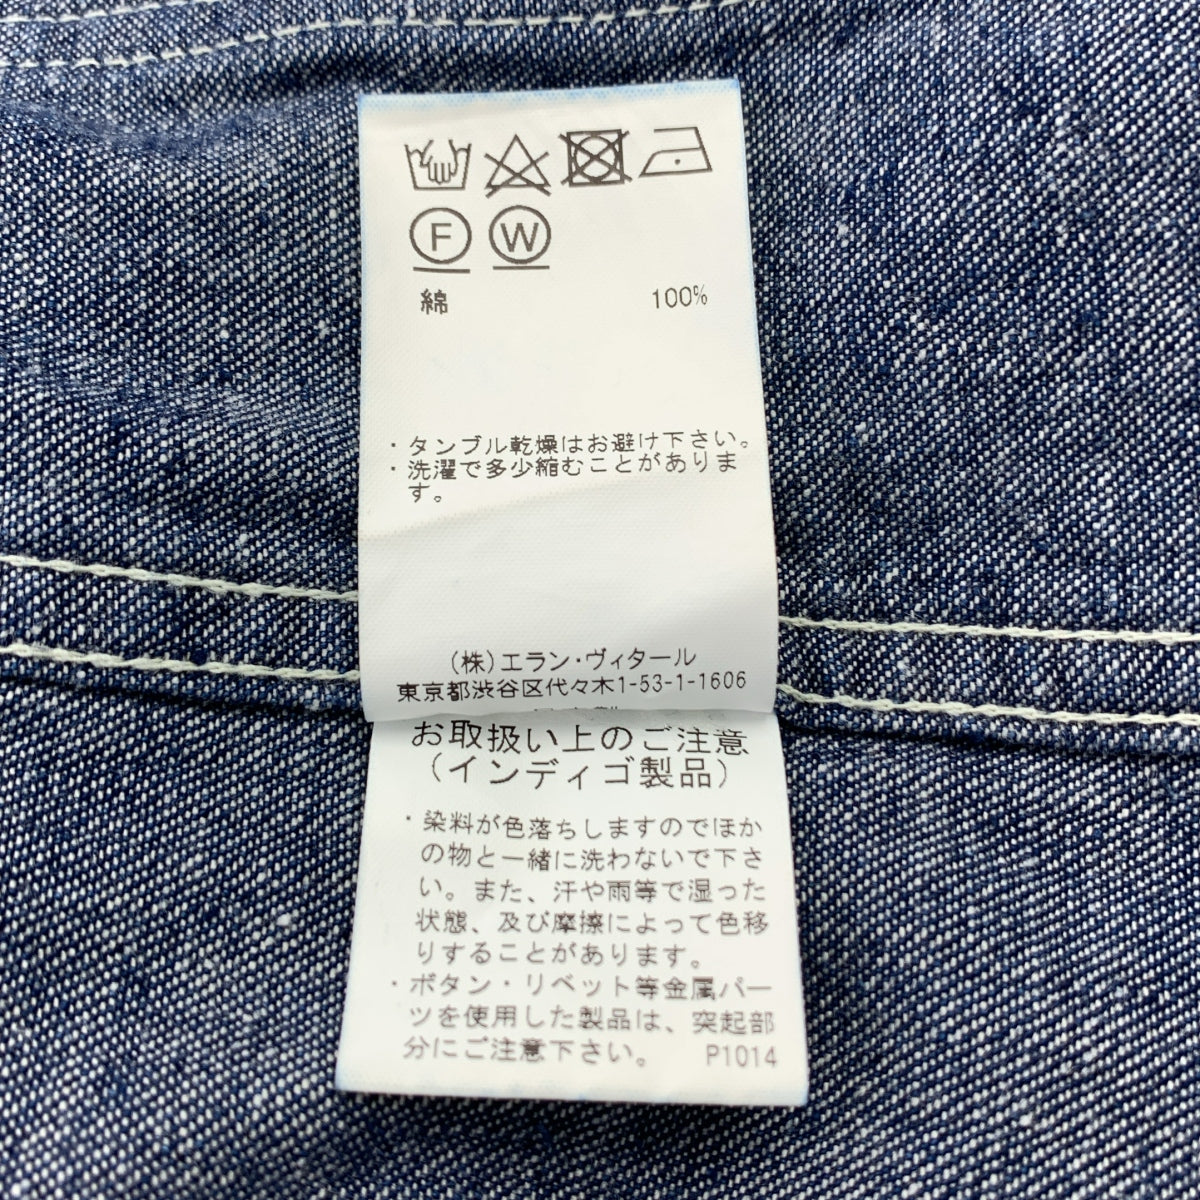 F W
綿 100%
・タンブル乾燥はお避け下さい。
・洗濯で多少縮むことがありま
す。
(株)エラン・ヴィタール
東京都渋谷区代々木1-53-1-1606
お取扱い上のご注意
(インディゴ製品)
・染料が色落ちしますのでほか
の物と一緒に洗わないで下さ
い。また、汗や雨等で湿った
状態、及び摩擦によって色移
りすることがあります。
・ボタン・リベット等金属パー
ツを使用した製品は、突起部
分にご注意下さい。 P1014